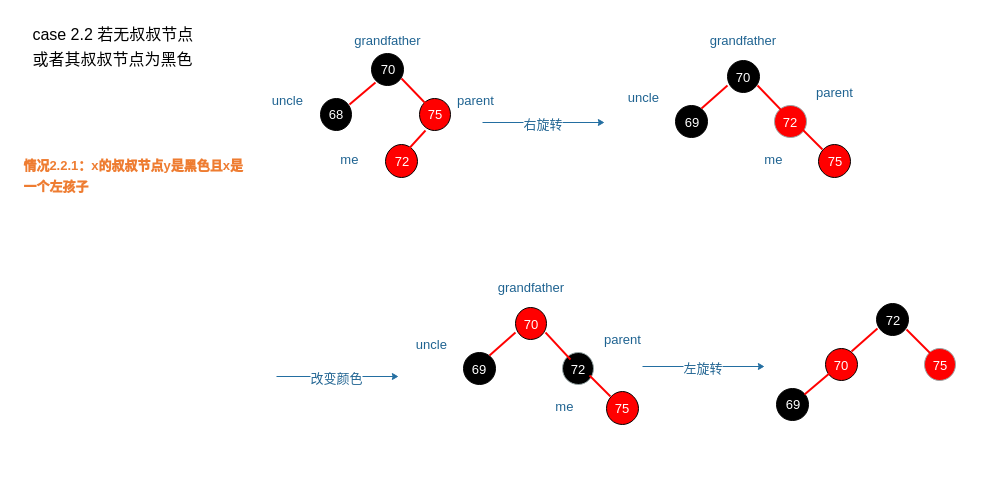 case 2.2 若无叔叔节点
或者其叔叔节点为黑色
情况2.2.1：x的叔叔节点y是黑色且x是
一个左孩子
grandfather
70
uncle
68
75
parent
me
72
右旋转
grandfather
70
parent
uncle
69
72
me
75
改变颜色
grandfather
70
parent
uncle
69
72
me
75
左旋转
72
70
75
69